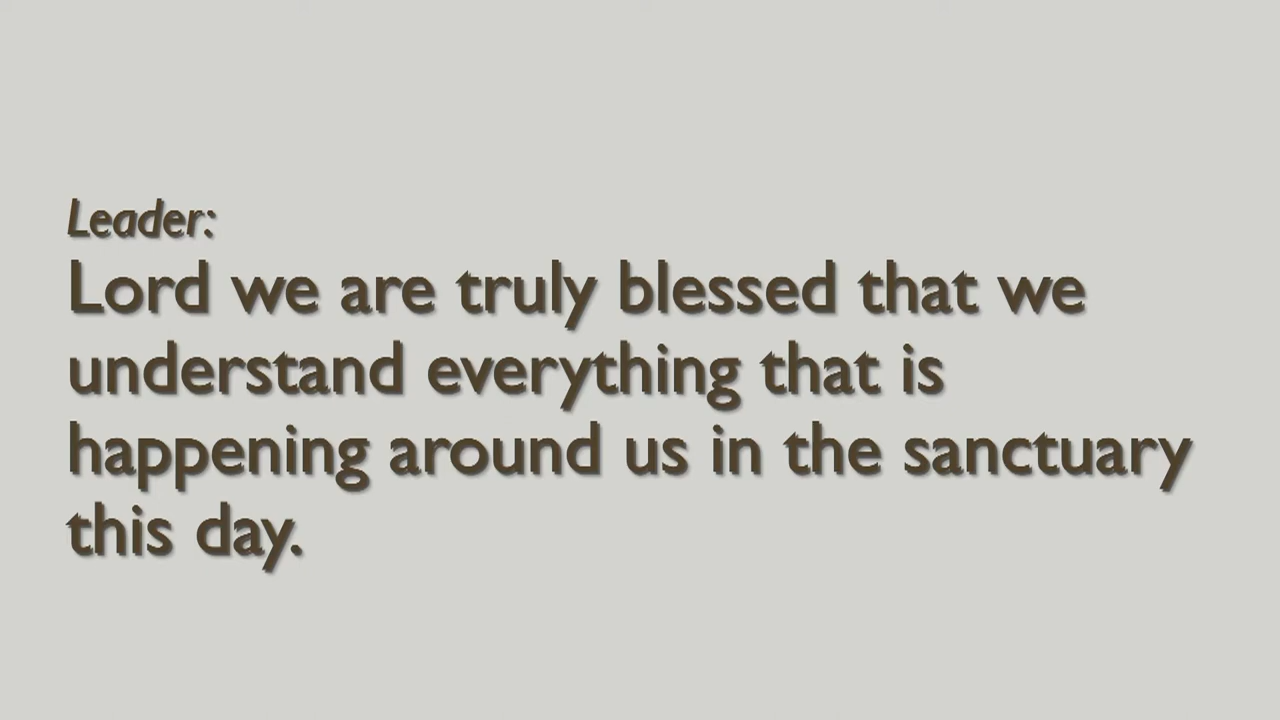 Leader:
Lord we are truly blessed that we
understand everything that is
happening around us in the sanctuary
this day.